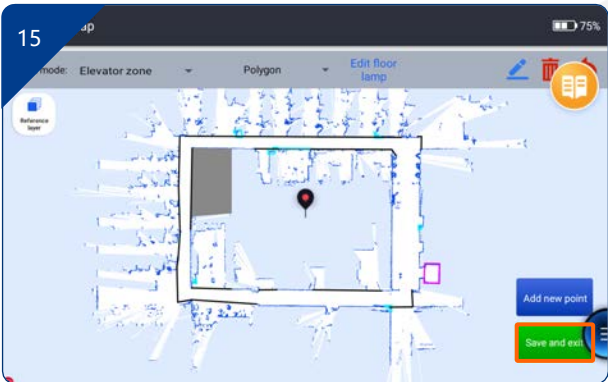 15
ap
75%
mode:
Elevator zone
Polygon
Edit floor
lamp
Reference
layer
Add new point
Save and exit